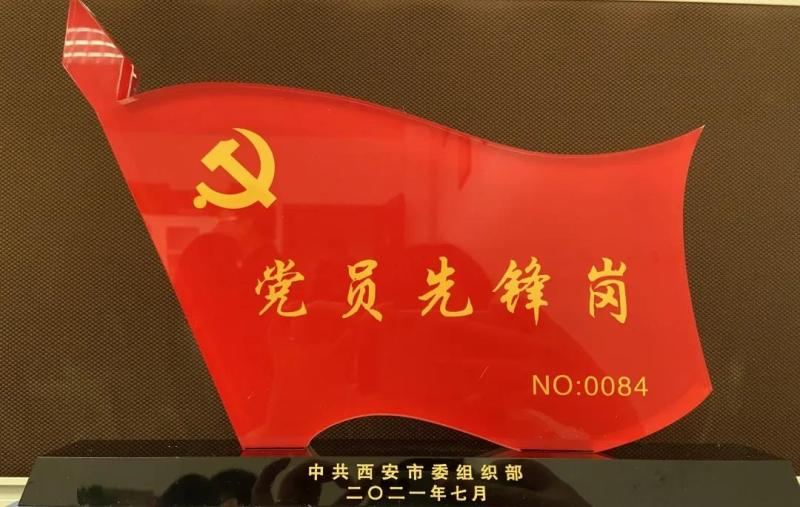 党员先锋岗
NO:0084
中共西安市委组织部
二〇二一年七月